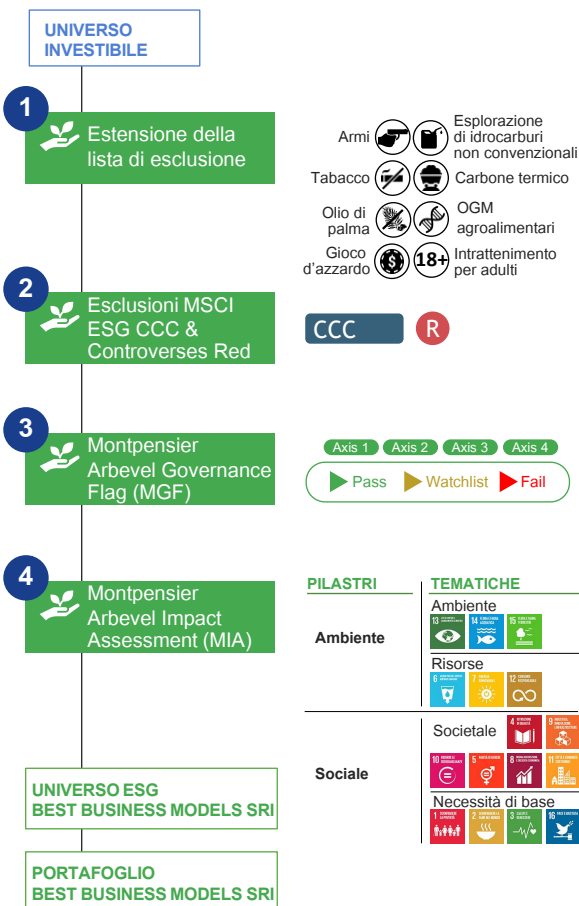 UNIVERSO
INVESTIBILE
1
Estensione della
lista di esclusione
Armi
Esplorazione
di idrocarburi
non convenzionali
Tabacco
Carbone termico
Olio di
palma
OGM
agroalimentari
Gioco
d'azzardo
18+
Intrattenimento
per adulti
2
Esclusioni MSCI
ESG CCC &
Controverses Red
CCC
R
3
Montpensier
Arbevel Governance
Flag (MGF)
Axis 1 Axis 2 Axis 3 Axis 4
Pass Watchlist Fail
4
Montpensier
Arbevel Impact
Assessment (MIA)
PILASTRI
TEMATICHE
Ambiente
Ambiente
13 14 15
Risorse
6 7 12
Sociale
Societale
4 9
10 5 8 11
Necessità di base
1 2 3 16
UNIVERSO ESG
BEST BUSINESS MODELS SRI
PORTAFOGLIO
BEST BUSINESS MODELS SRI